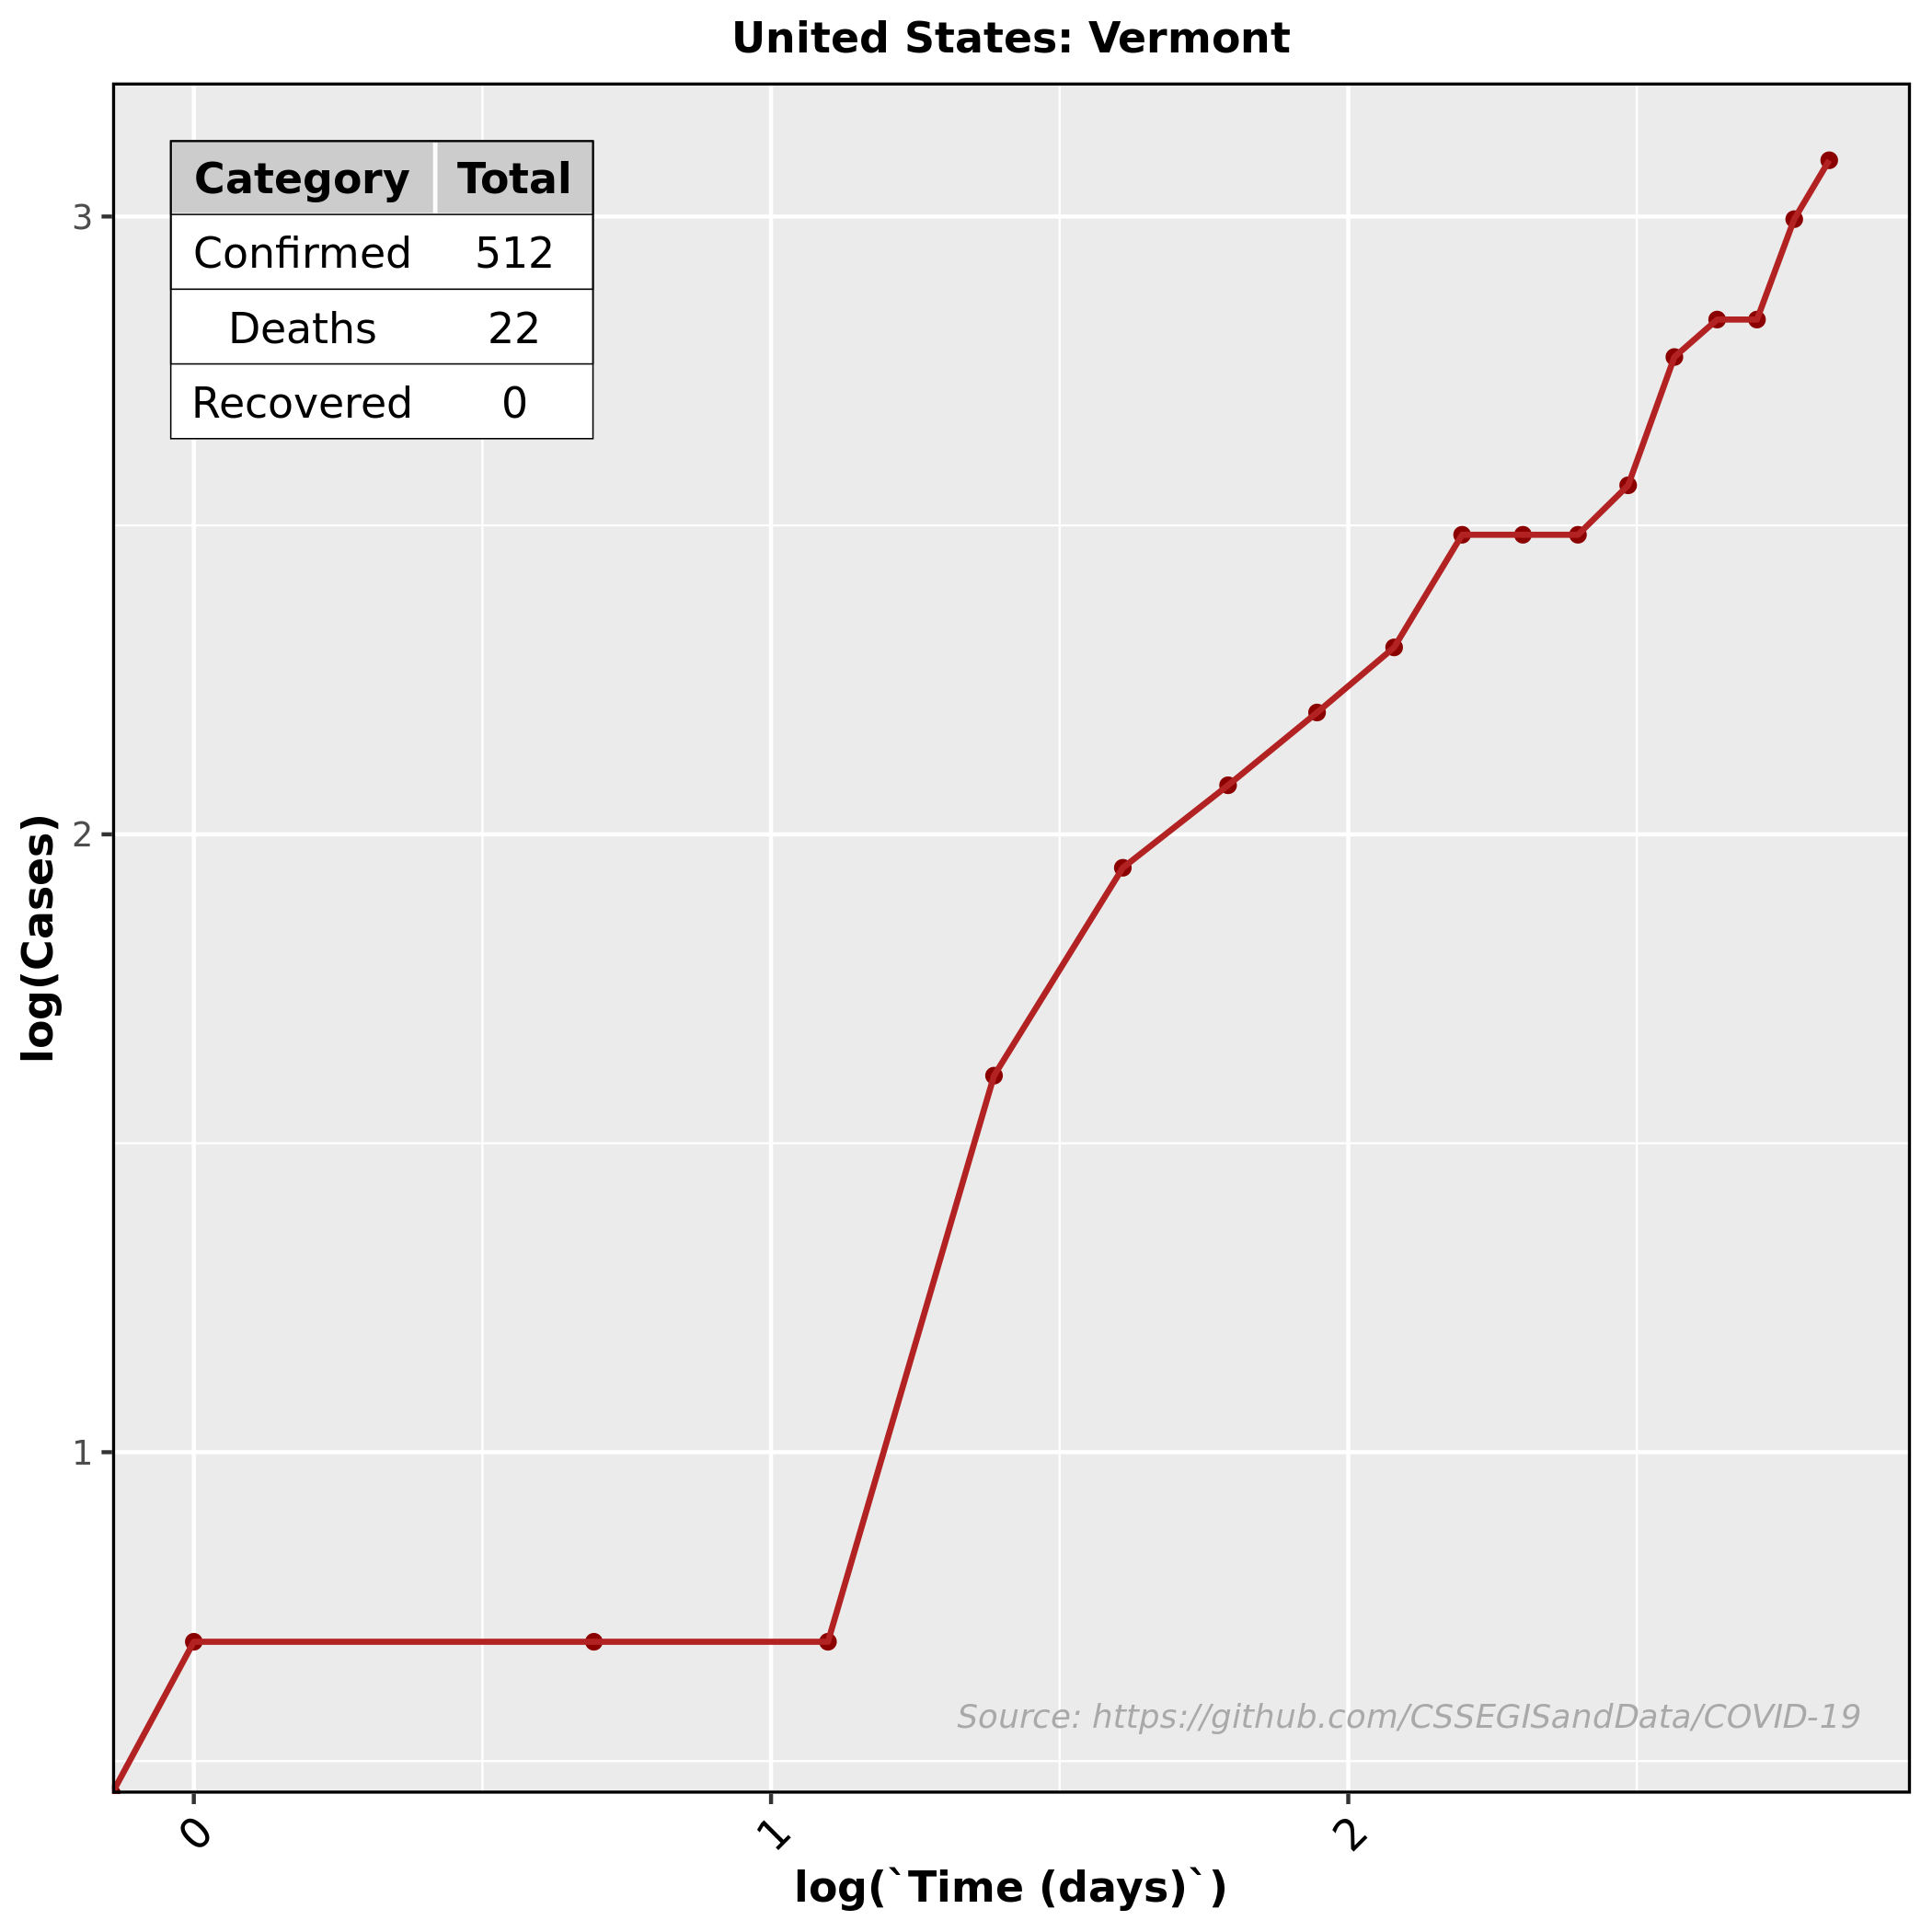 United States: Vermont
Category Total
Confirmed 512
Deaths 22
Recovered 0
3
2
1
log(Cases)
Source: https://github.com/CSSEGISandData/COVID-19
0 1 2
log(`Time (days)`)